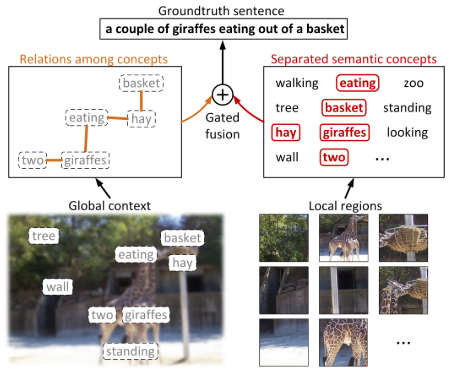 Groundtruth sentence
a couple of giraffes eating out of a basket
Relations among concepts
basket
eating
hay
two
giraffes
Gated
fusion
Separated semantic concepts
walking eating zoo
tree basket standing
hay giraffes looking
wall two ...
Global context
tree
basket
eating
hay
wall
two giraffes
standing
Local regions
...